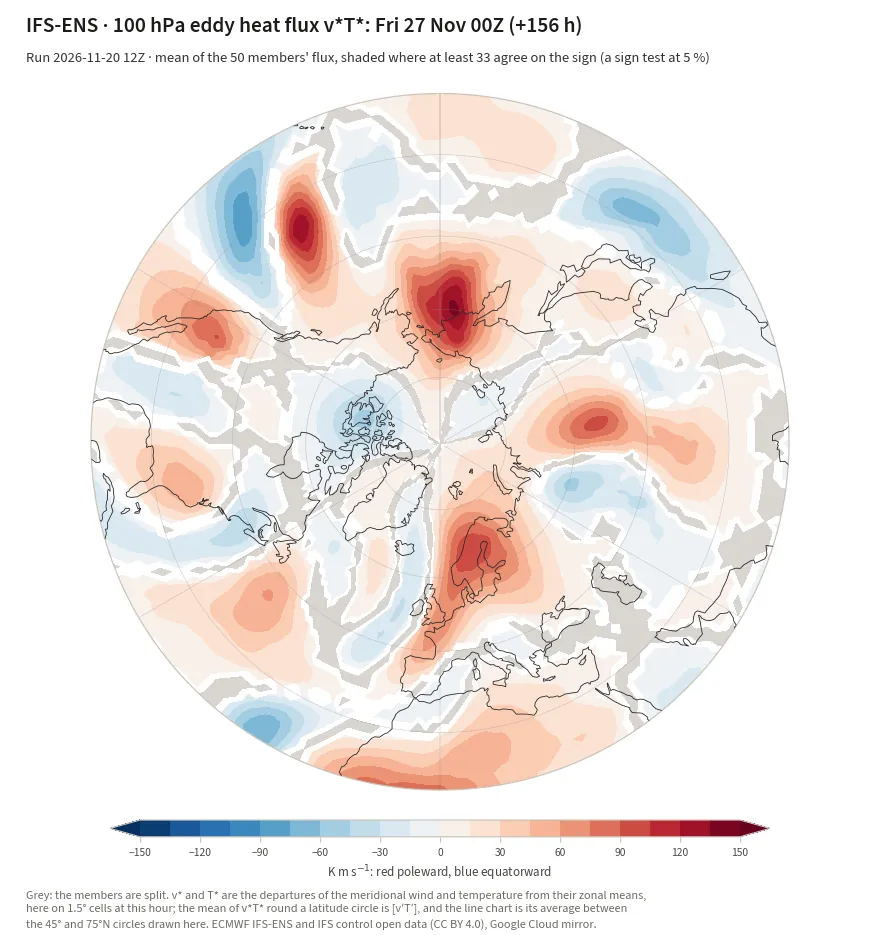 IFS-ENS · 100 hPa eddy heat flux v*T*: Fri 27 Nov 00Z (+156 h)
Run 2026-11-20 12Z · mean of the 50 members' flux, shaded where at least 33 agree on the sign (a sign test at 5 %)
−150 −120 −90 −60 −30 0 30 60 90 120 150
K m s⁻¹: red poleward, blue equatorward
Grey: the members are split. v* and T* are the departures of the meridional wind and temperature from their zonal means,
here on 1.5° cells at this hour; the mean of v*T* round a latitude circle is [v'T'], and the line chart is its average between
the 45° and 75°N circles drawn here. ECMWF IFS-ENS and IFS control open data (CC BY 4.0), Google Cloud mirror.